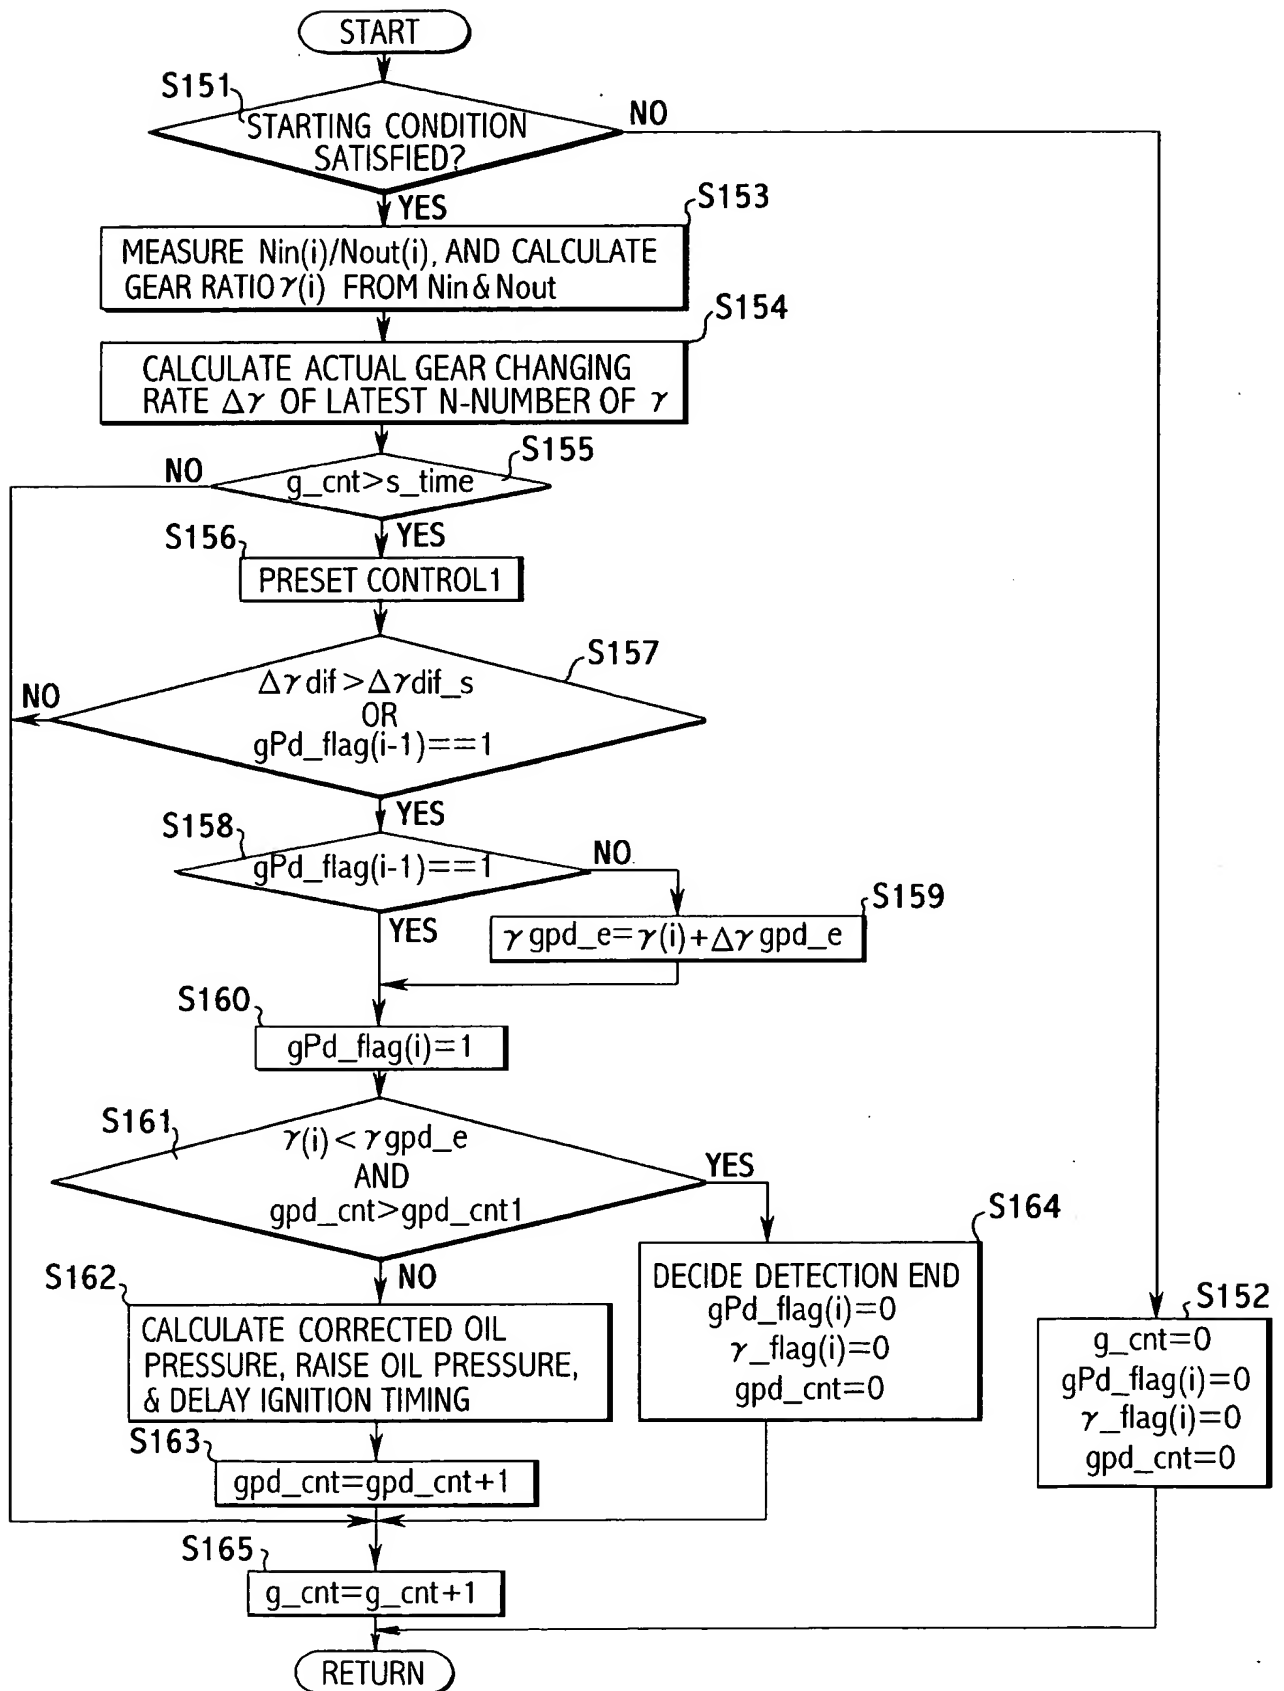 START
S151
STARTING CONDITION
SATISFIED?
NO
YES
S153
MEASURE Nin(i)/Nout(i), AND CALCULATE
GEAR RATIO γ(i) FROM Nin & Nout
S154
CALCULATE ACTUAL GEAR CHANGING
RATE Δγ OF LATEST N-NUMBER OF γ
S155
NO
g_cnt>s_time
YES
S156
PRESET CONTROL1
S157
NO
Δγdif>Δγdif_s
OR
gPd_flag(i-1)==1
YES
S158
gPd_flag(i-1)==1
NO
YES
S159
γgpd_e=γ(i)+Δγgpd_e
S160
gPd_flag(i)=1
S161
γ(i)<γgpd_e
AND
gpd_cnt>gpd_cnt1
YES
NO
S164
DECIDE DETECTION END
gPd_flag(i)=0
γ_flag(i)=0
gpd_cnt=0
S162
CALCULATE CORRECTED OIL
PRESSURE, RAISE OIL PRESSURE,
& DELAY IGNITION TIMING
S152
g_cnt=0
gPd_flag(i)=0
γ_flag(i)=0
gpd_cnt=0
S163
gpd_cnt=gpd_cnt+1
S165
g_cnt=g_cnt+1
RETURN